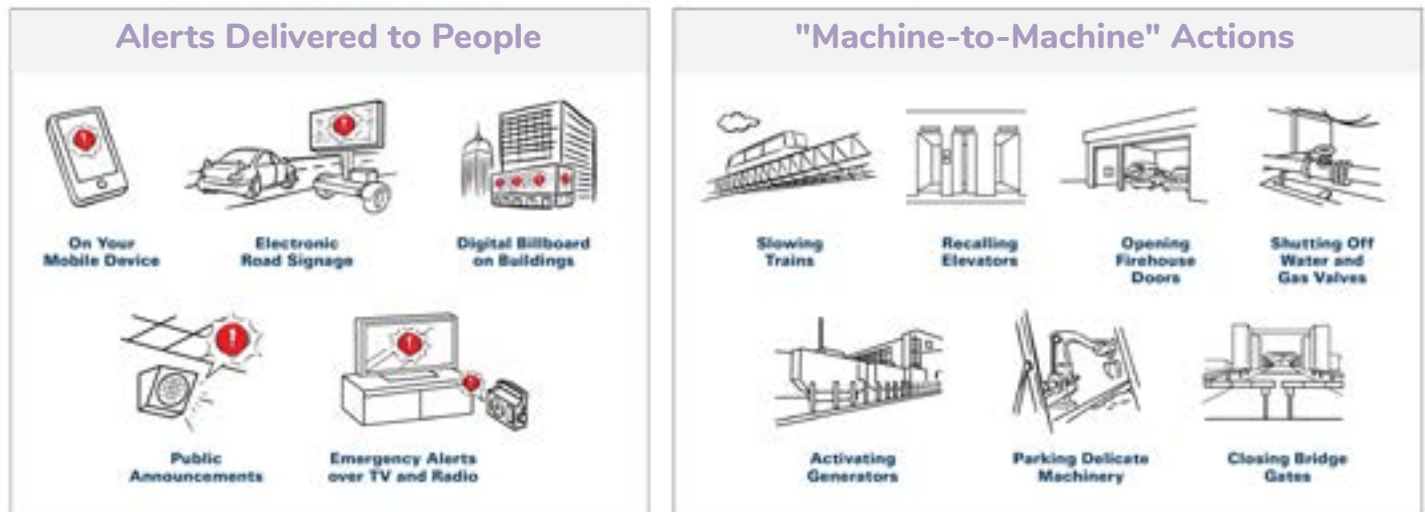 Alerts Delivered to People
On Your
Mobile Device
Electronic
Road Signage
Digital Billboard
on Buildings
Public
Announcements
Emergency Alerts
over TV and Radio
"Machine-to-Machine" Actions
Slowing
Trains
Recalling
Elevators
Opening
Firehouse
Doors
Shutting Off
Water and
Gas Valves
Activating
Generators
Parking Delicate
Machinery
Closing Bridge
Gates